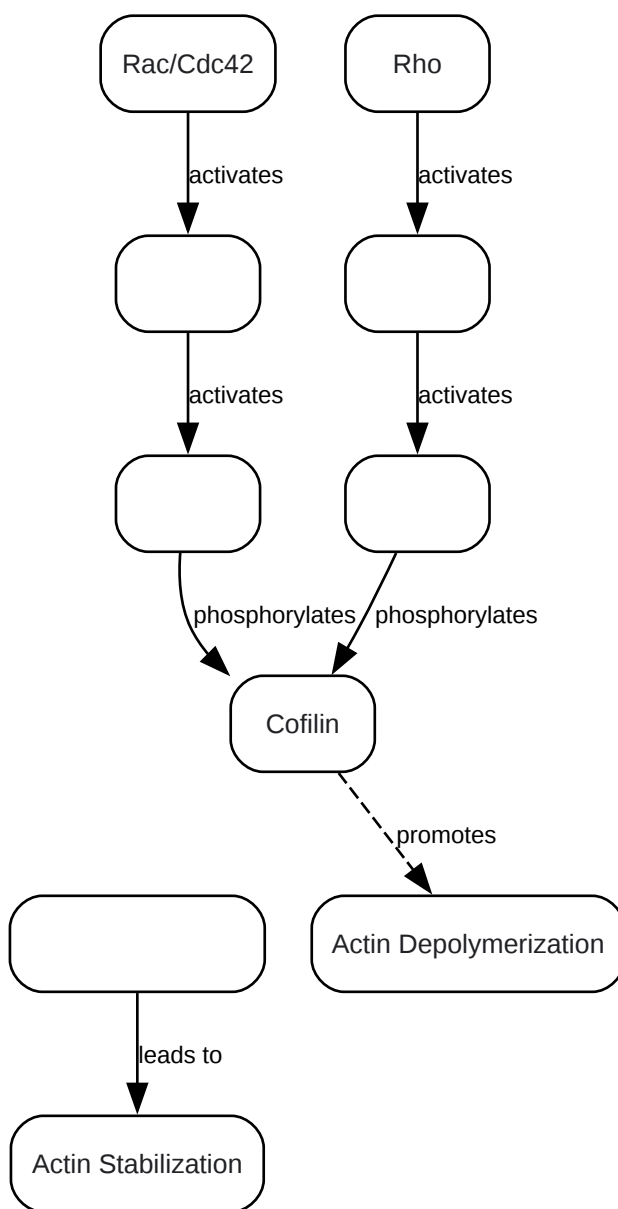 Rac/Cdc42
Rho
activates
activates
activates
activates
phosphorylates
phosphorylates
Cofilin
promotes
Actin Depolymerization
leads to
Actin Stabilization